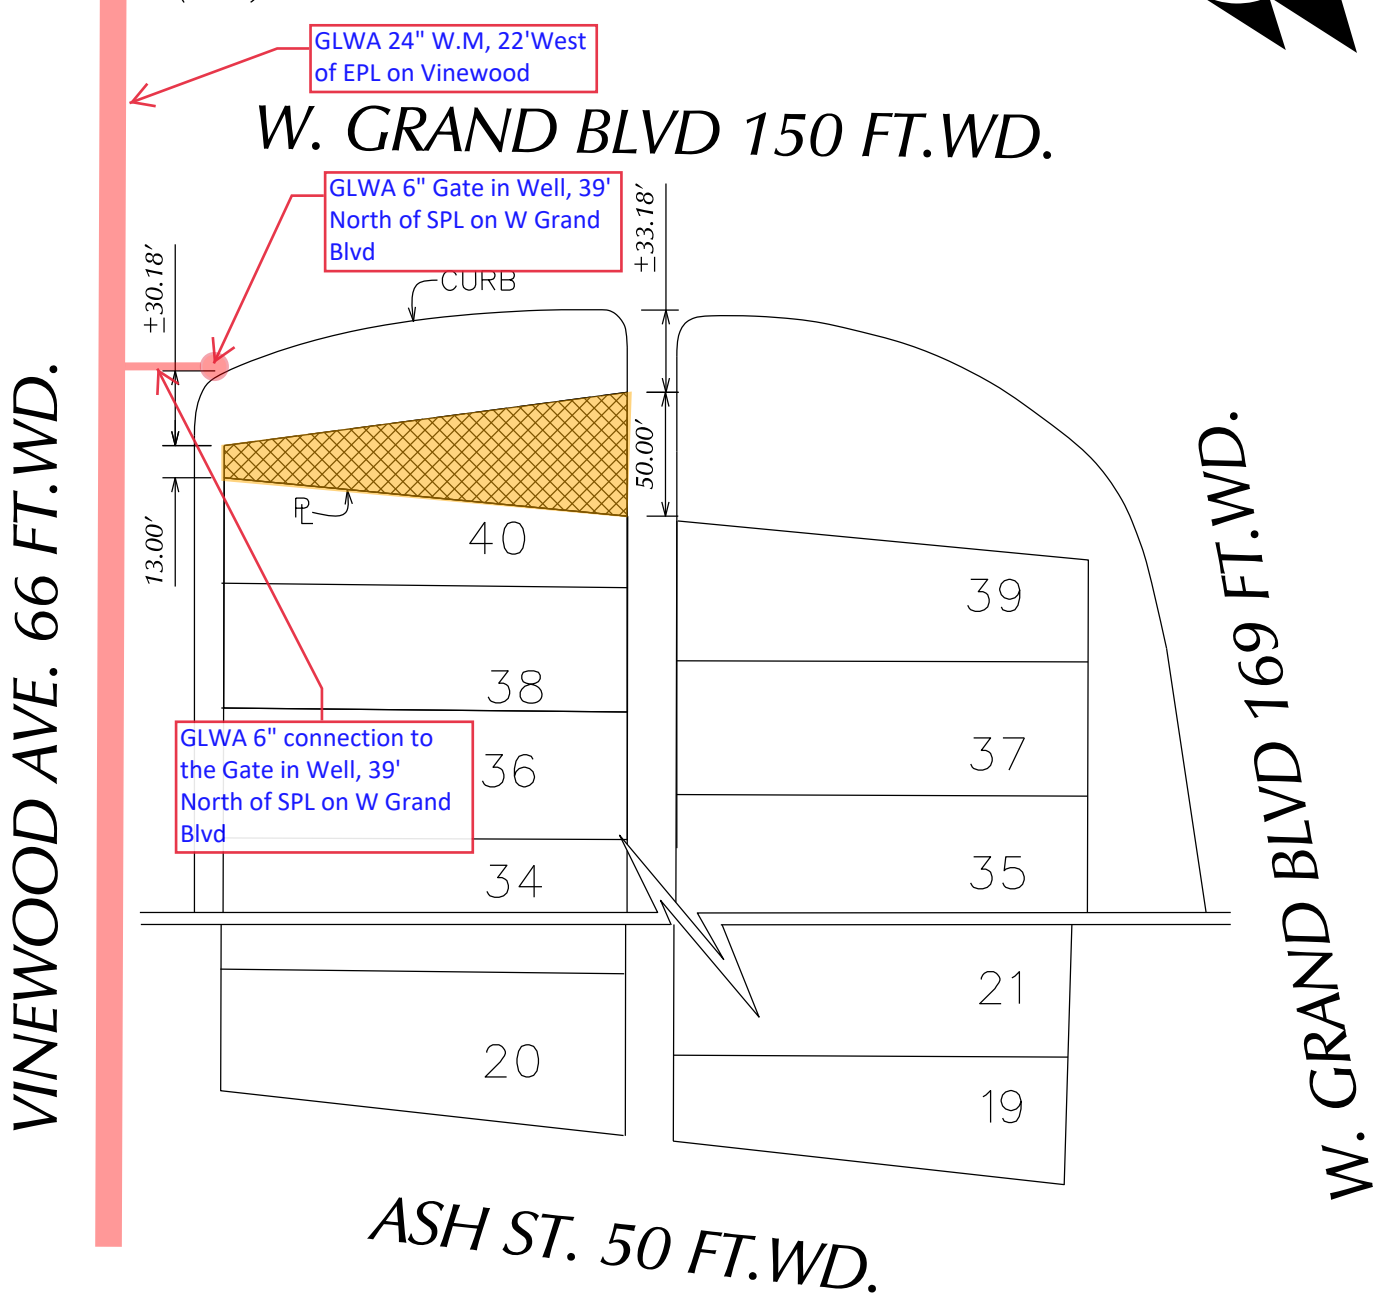 GLWA 24" W.M, 22'West
of EPL on Vinewood
W. GRAND BLVD 150 FT.WD.
GLWA 6" Gate in Well, 39'
North of SPL on W Grand
Blvd
±33.18'
±30.18'
CURB
50.00'
13.00'
PL
40
39
38
37
36
35
34
GLWA 6" connection to
the Gate in Well, 39'
North of SPL on W Grand
Blvd
VINEWOOD AVE. 66 FT.WD.
W. GRAND BLVD 169 FT.WD.
21
20
19
ASH ST. 50 FT.WD.